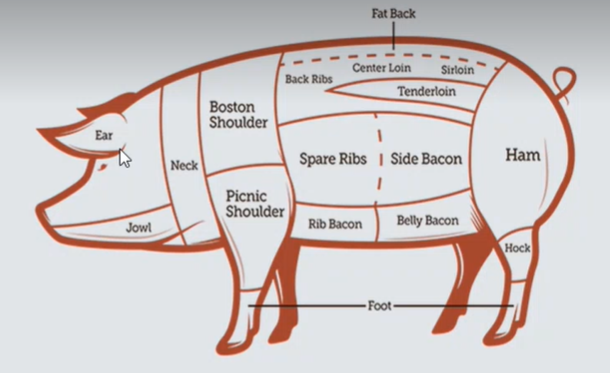 Fat Back
Center Loin
Sirloin
Back Ribs
Tenderloin
Boston
Shoulder
Ear
Neck
Spare Ribs
Side Bacon
Ham
Picnic
Shoulder
Jowl
Rib Bacon
Belly Bacon
Hock
Foot